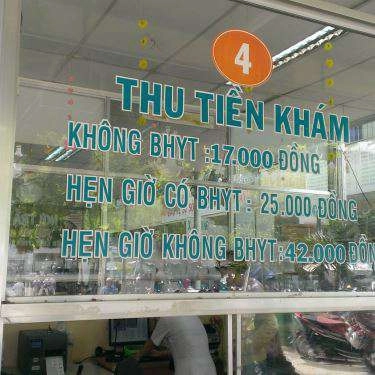 4
THU TIỀN KHÁM
KHÔNG BHYT :17.000 ĐỒNG
HẸN GIỜ CÓ BHYT : 25.000 ĐỒNG
HẸN GIỜ KHÔNG BHYT :42.000 ĐỒN